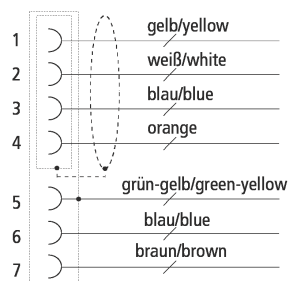 1 gelb/yellow
2 weiß/white
3 blau/blue
4 orange
5 grün-gelb/green-yellow
6 blau/blue
7 braun/brown